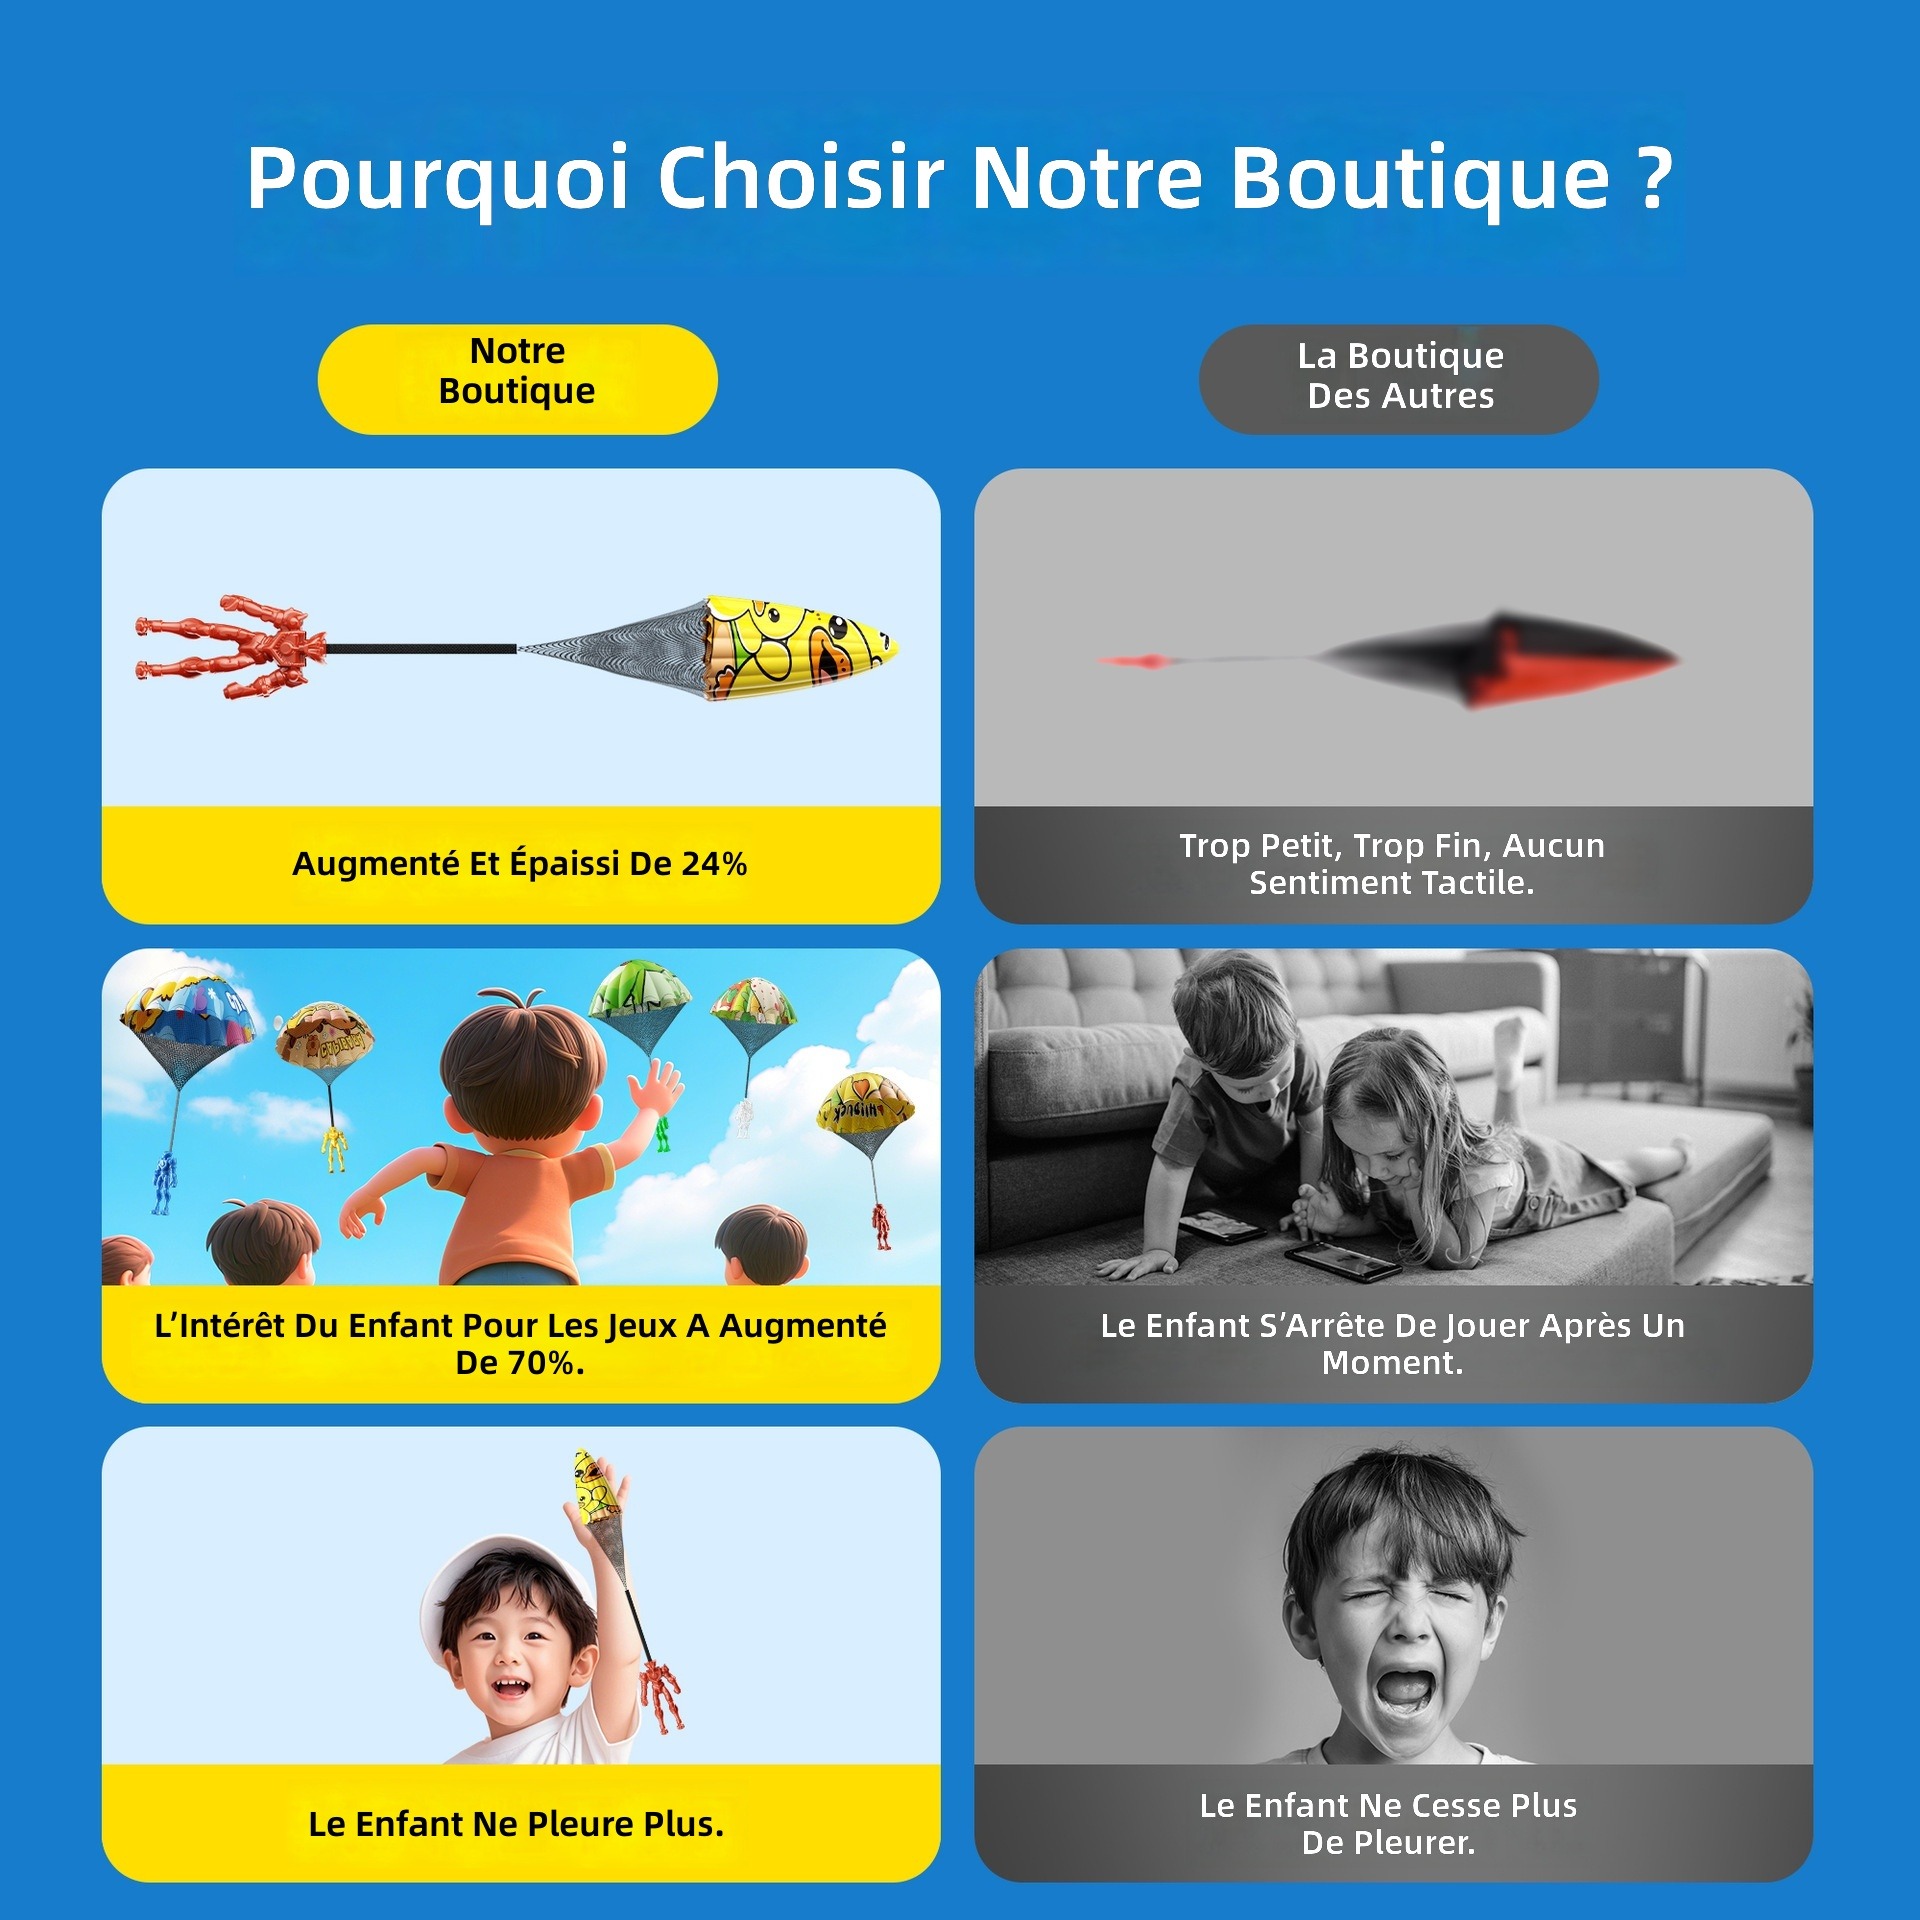 Pourquoi Choisir Notre Boutique ?
Notre
Boutique
La Boutique
Des Autres
Augmenté Et Épaissi De 24%
Trop Petit, Trop Fin, Aucun
Sentiment Tactile.
L’Intérêt Du Enfant Pour Les Jeux A Augmenté
De 70%.
Le Enfant S’Arrête De Jouer Après Un
Moment.
Le Enfant Ne Pleure Plus.
Le Enfant Ne Cesse Plus
De Pleurer.